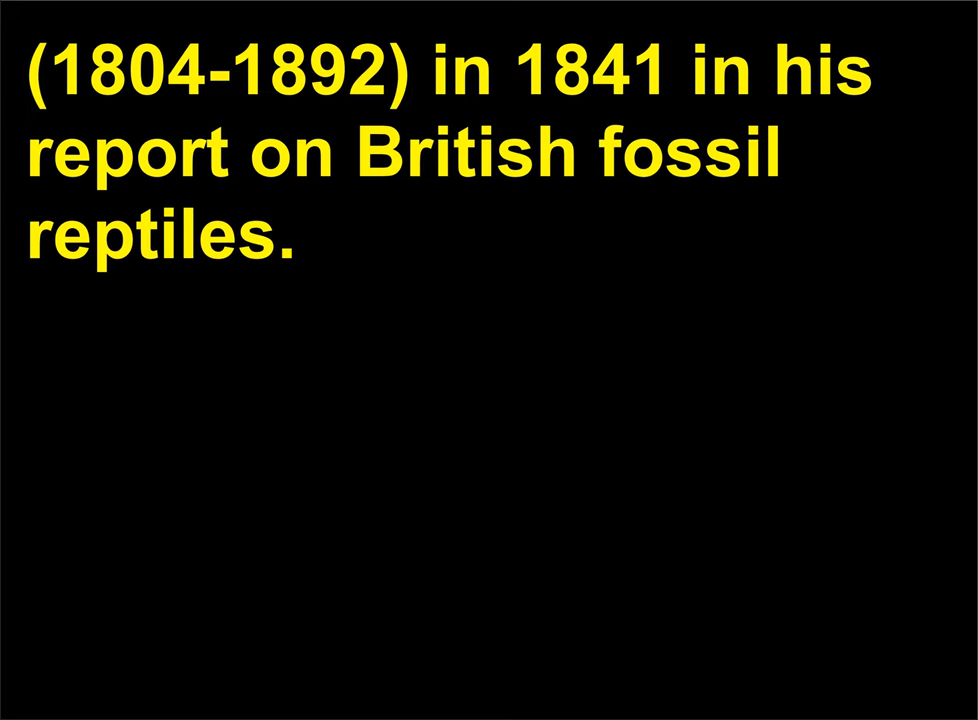 (1804-1892) in 1841 in his
report on British fossil
reptiles.